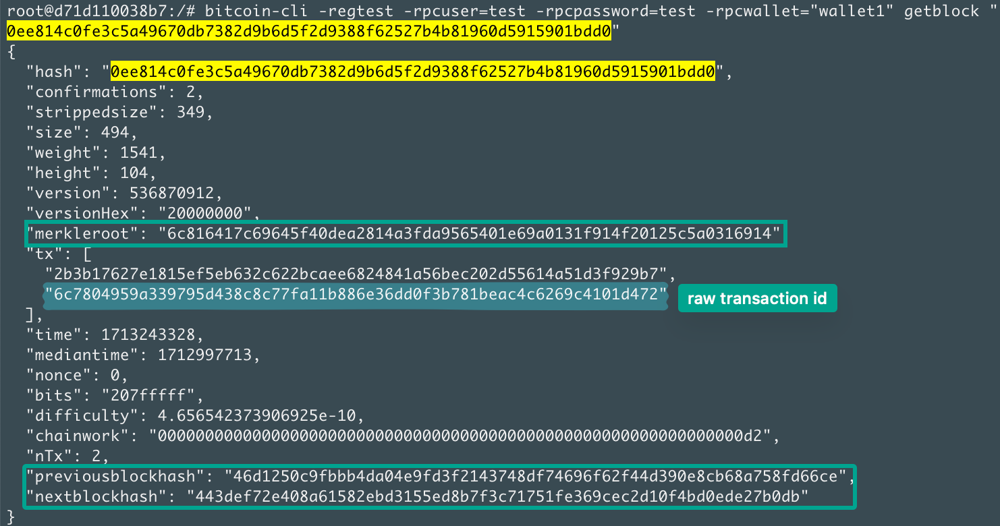 root@d71d110038b7:/# bitcoin-cli -regtest -rpcuser=test -rpcpassword=test -rpcwallet="wallet1" getblock "
0ee814c0fe3c5a49670db7382d9b6d5f2d9388f62527b4b81960d5915901bdd0"
{
"hash": "0ee814c0fe3c5a49670db7382d9b6d5f2d9388f62527b4b81960d5915901bdd0",
"confirmations": 2,
"strippedsize": 349,
"size": 494,
"weight": 1541,
"height": 104,
"version": 536870912,
"versionHex": "20000000",
"merkleroot": "6c816417c69645f40dea2814a3fda9565401e69a0131f914f20125c5a0316914"
"tx": [
"2b3b17627e1815ef5eb632c622bcaee6824841a56bec202d55614a51d3f929b7",
"6c7804959a339795d438c8c77fa11b886e36dd0f3b781beac4c6269c4101d472"
raw transaction id
],
"time": 1713243328,
"mediantime": 1712997713,
"nonce": 0,
"bits": "207fffff",
"difficulty": 4.656542373906925e-10,
"chainwork": "00000000000000000000000000000000000000000000000000000000000000d2",
"nTx": 2,
"previousblockhash": "46d1250c9fbbb4da04e9fd3f2143748df74696f62f44d390e8cb68a758fd66ce",
"nextblockhash": "443def72e408a61582ebd3155ed8b7f3c71751fe369cec2d10f4bd0ede27b0db"
}